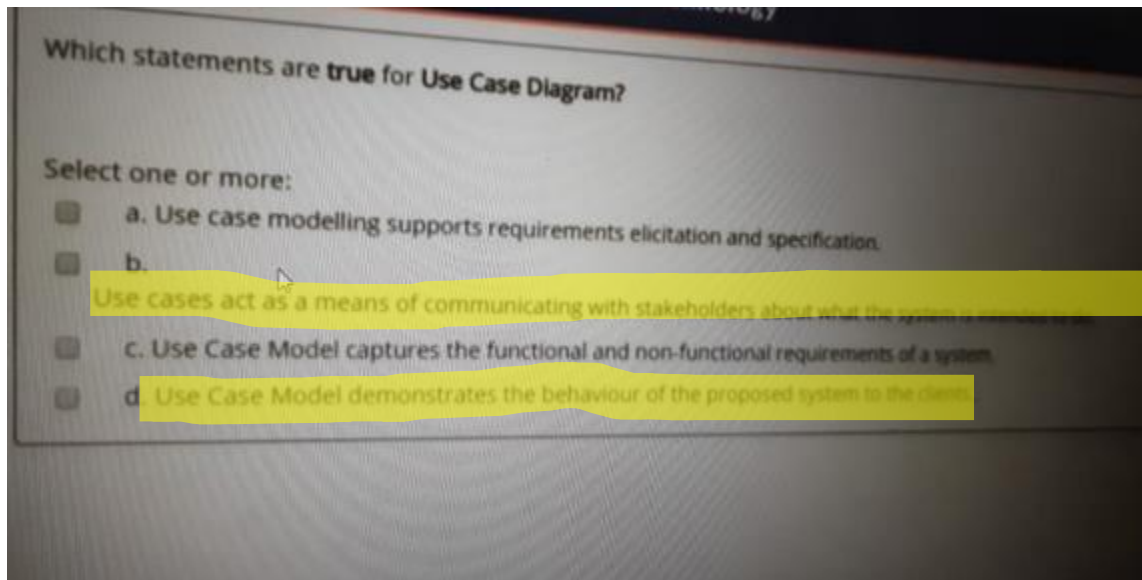 Which statements are true for Use Case Diagram?
Select one or more:
a. Use case modelling supports requirements elicitation and specification.
b.
Use cases act as a means of communicating with stakeholders about what the system is intended to do.
c. Use Case Model captures the functional and non-functional requirements of a system.
d. Use Case Model demonstrates the behaviour of the proposed system to the clients.